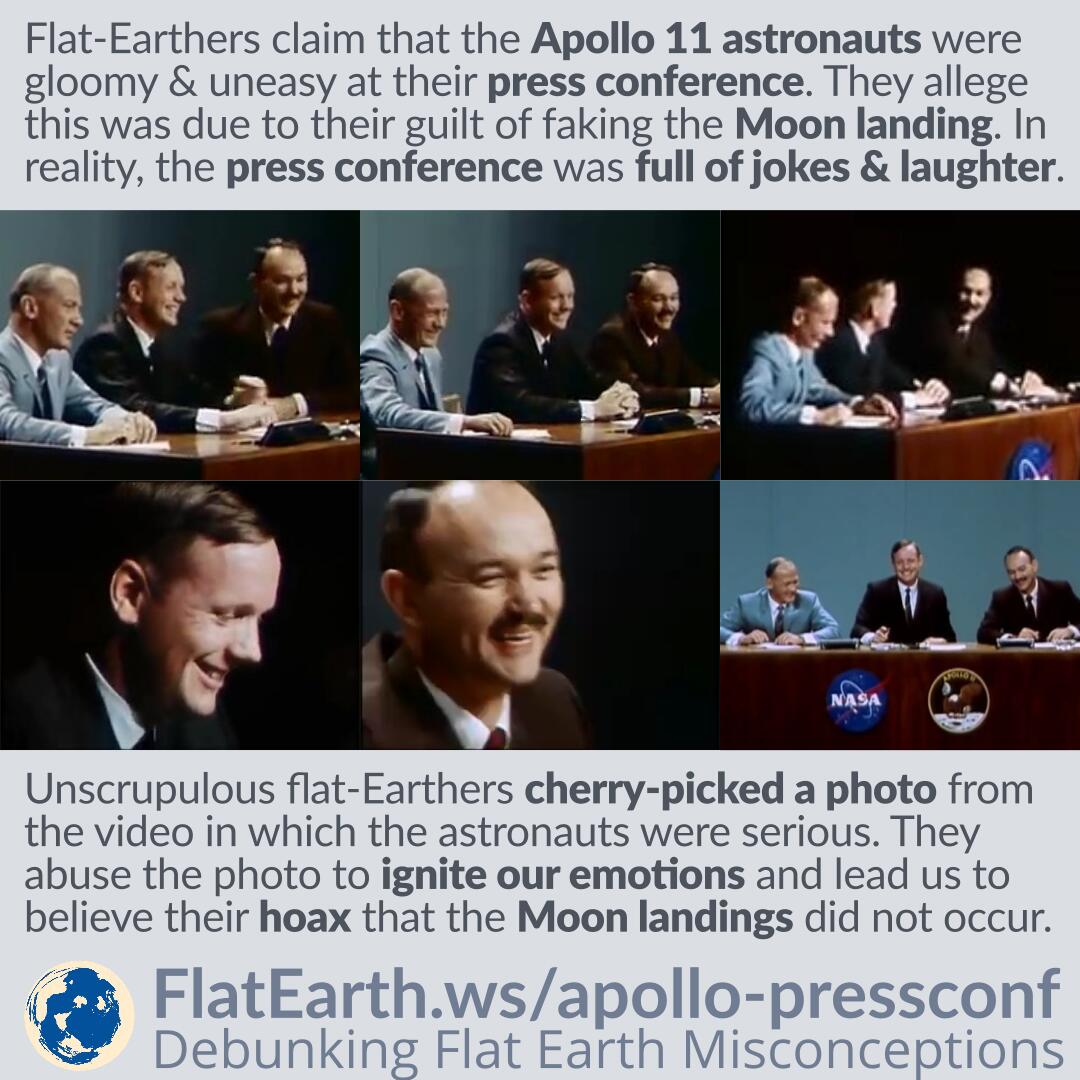 Flat-Earthers claim that the Apollo 11 astronauts were
gloomy & uneasy at their press conference. They allege
this was due to their guilt of faking the Moon landing. In
reality, the press conference was full of jokes & laughter.
NASA
APOLLO 11
Unscrupulous flat-Earthers cherry-picked a photo from
the video in which the astronauts were serious. They
abuse the photo to ignite our emotions and lead us to
believe their hoax that the Moon landings did not occur.
FlatEarth.ws/apollo-pressconf
Debunking Flat Earth Misconceptions